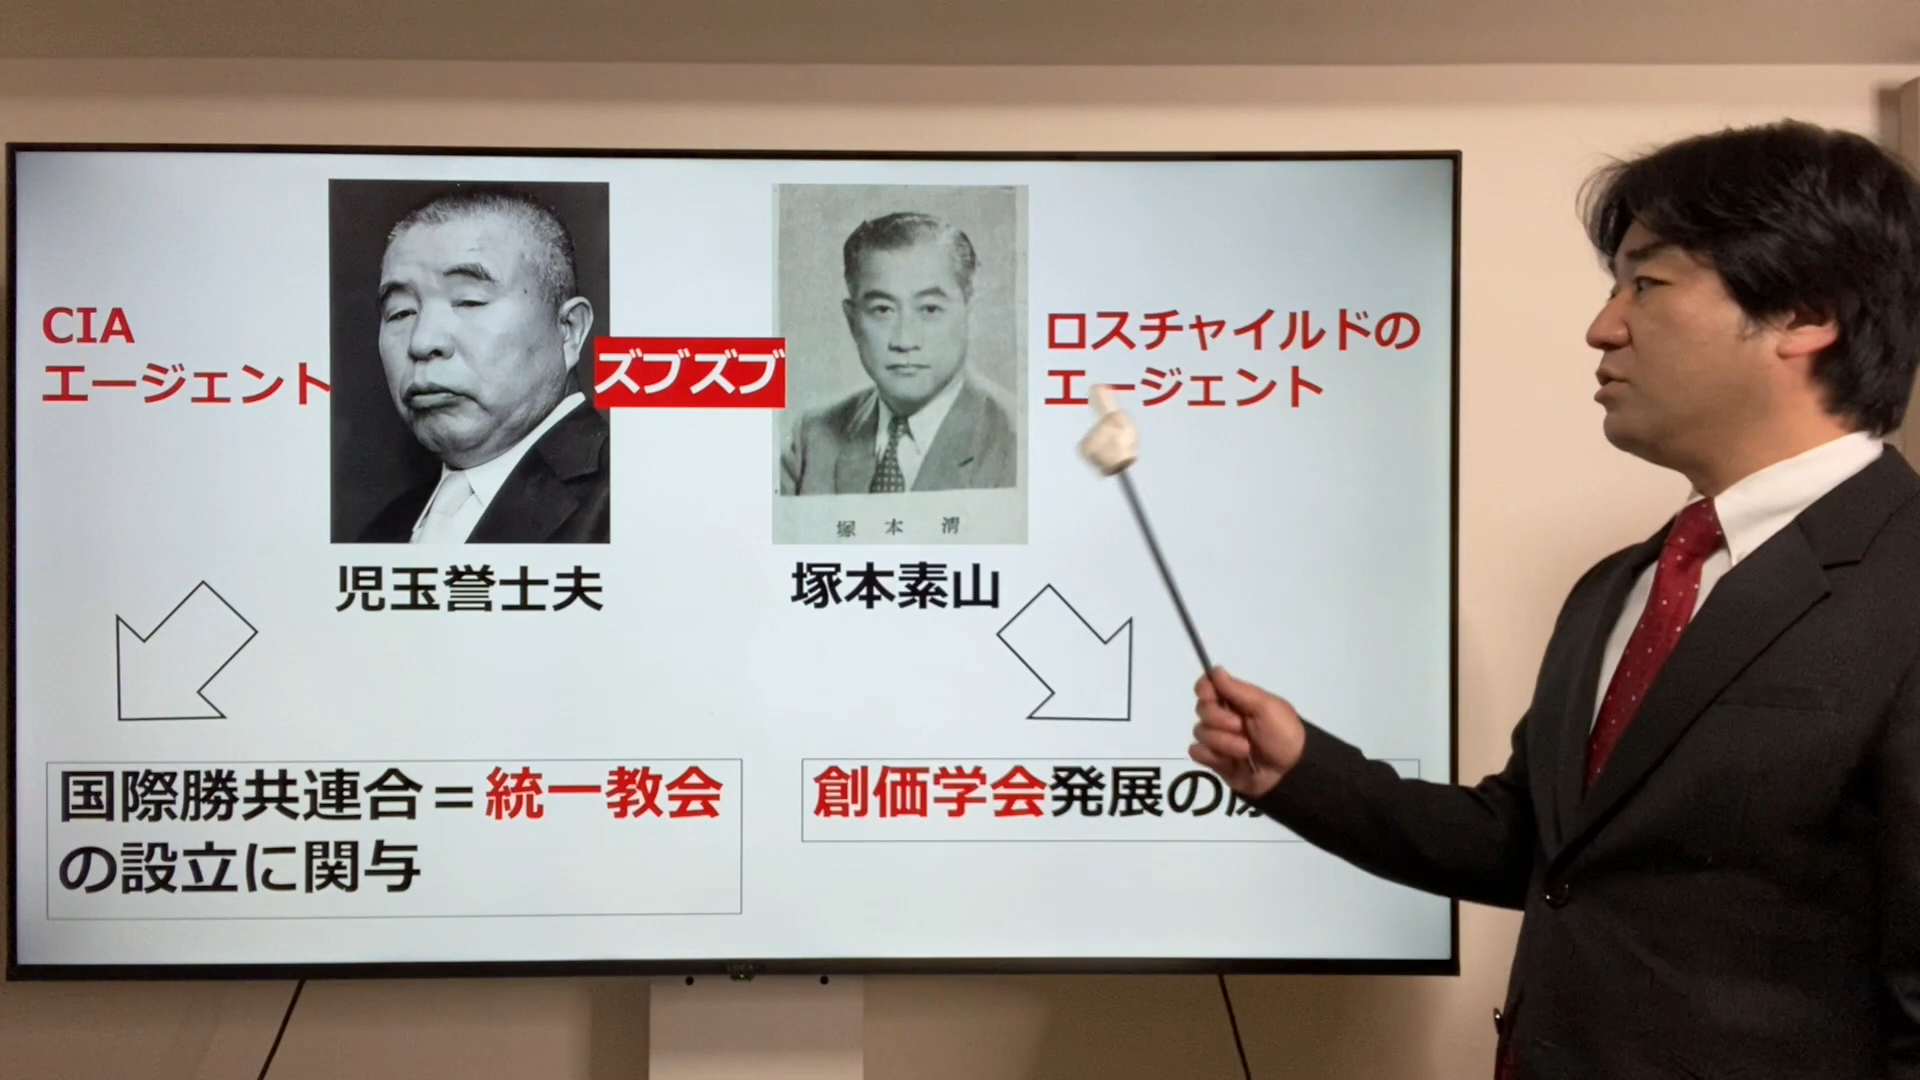 CIA
エージェント
ズブズブ
ロスチャイルドの
エージェント
塚 本 清
児玉誉士夫
塚本素山
国際勝共連合＝統一教会
の設立に関与
創価学会発展の